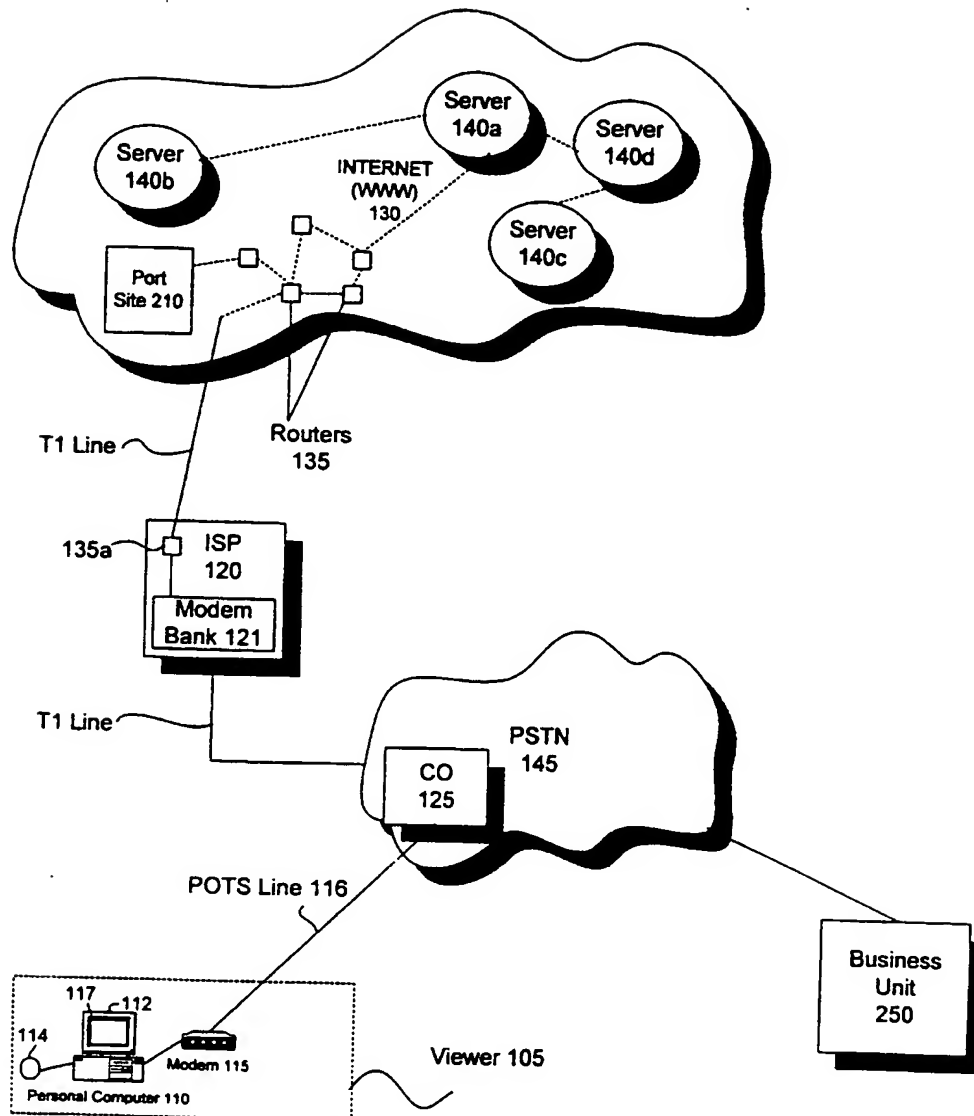 Server
140a
Server
140d
Server
140b
INTERNET
(WWW)
130
Server
140c
Port
Site 210
T1 Line
Routers
135
135a
ISP
120
Modem
Bank 121
T1 Line
PSTN
145
CO
125
POTS Line 116
Business
Unit
250
117
112
114
Modem 115
Viewer 105
Personal Computer 110